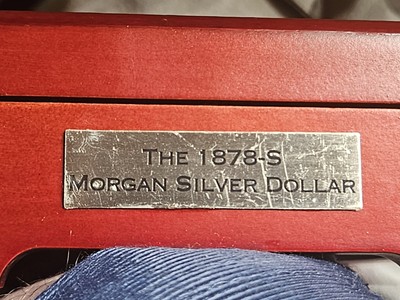 THE 1878-S
MORGAN SILVER DOLLAR